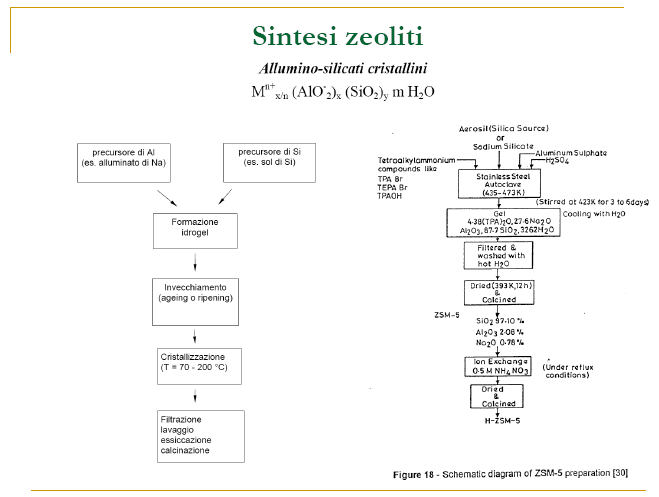 Sintesi zeoliti
Allumino-silicati cristallini
Mⁿ⁺ₓ/ₙ (AlO⁻₂)ₓ (SiO₂)ᵧ m H₂O
precursore di Al
(es. alluminato di Na)
precursore di Si
(es. sol di Si)
Formazione
idrogel
Invecchiamento
(ageing o ripening)
Cristallizzazione
(T = 70 - 200 °C)
Filtrazione
lavaggio
essiccazione
calcinazione
Aerosil(Silica Source)
or
Sodium Silicate
Tetraalkylammonium
compounds like
TPA Br
TEPA Br
TPAOH
Aluminum Sulphate
H₂SO₄
Stainless Steel
Autoclave
(435-473K)
(Stirred at 423K for 3 to 6days)
Cooling with H₂O
Gel
4·38(TPA)₂O,27·6Na₂O
Al₂O₃,87·7SiO₂,3262H₂O
Filtered &
washed with
hot H₂O
Dried(393K,12h)
&
Calcined
ZSM-5
SiO₂ 97·10 %
Al₂O₃ 2·08 %
Na₂O 0·78 %
Ion Exchange
0·5M NH₄NO₃
(Under reflux
conditions)
Dried
&
Calcined
H-ZSM-5
Figure 18 - Schematic diagram of ZSM-5 preparation [30]